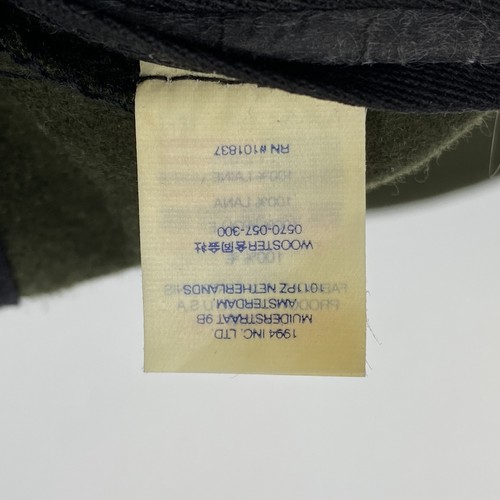 1994 INC. LTD.
MUIDERSTRAAT 9B
AMSTERDAM
1011PZ NETHERLANDS
WOOSTER合同会社
0570-057-300
RN #101837
100% LANA